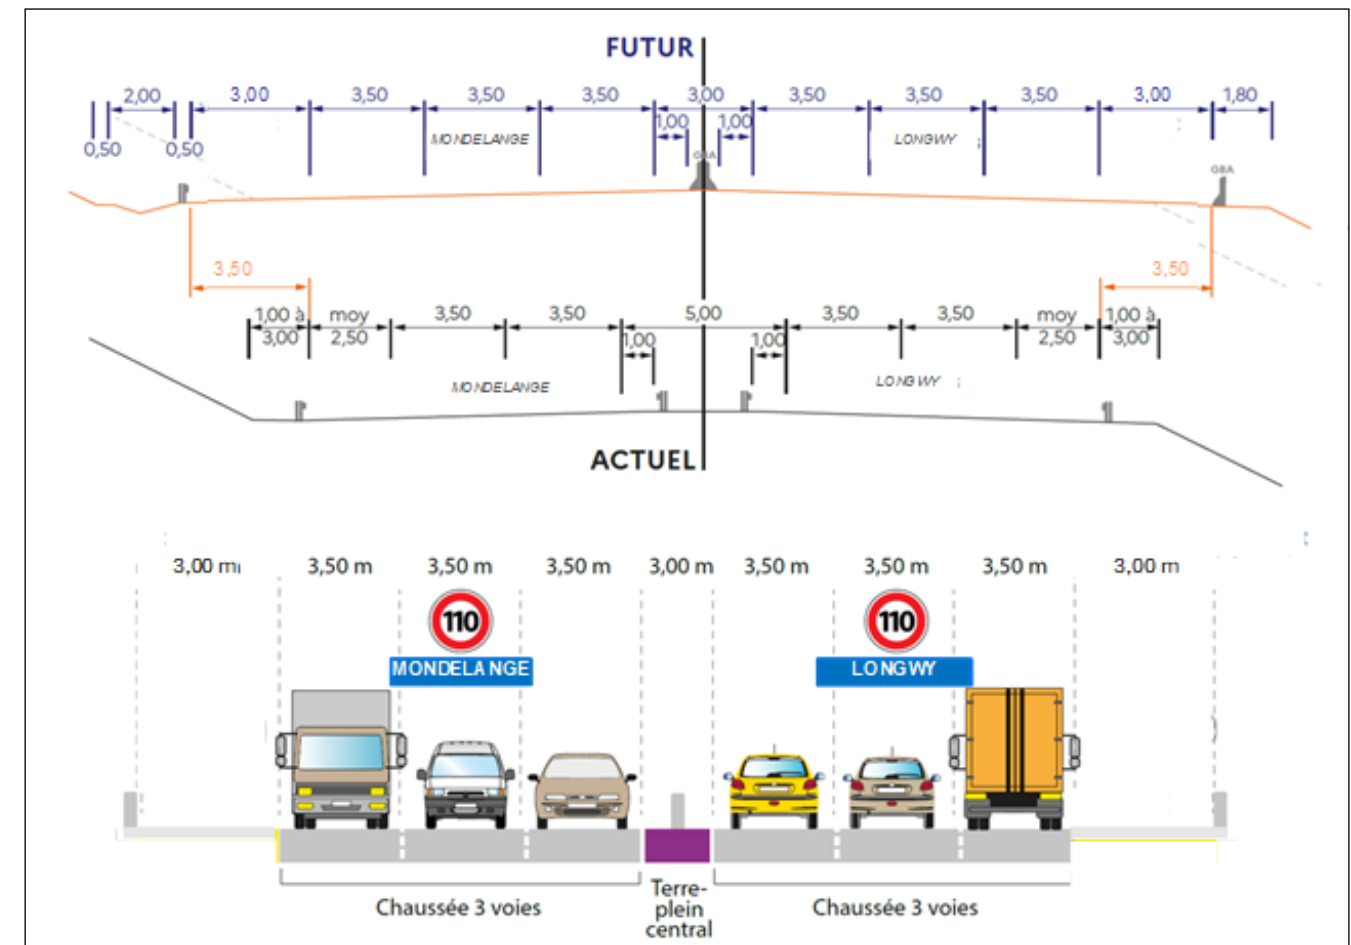 FUTUR
2,00 3,00 3,50 3,50 3,50 3,00 3,50 3,50 3,50 3,00 1,80
0,50 0,50 MONDELANGE 1,00 1,00 LONGWY
GBA
GBA
3,50 3,50
1,00 à moy 3,50 3,50 5,00 3,50 3,50 moy 1,00 à
3,00 2,50 1,00 1,00 2,50 3,00
MONDELANGE LONGWY
ACTUEL
3,00 m 3,50 m 3,50 m 3,50 m 3,00 m 3,50 m 3,50 m 3,50 m 3,00 m
110 110
MONDELANGE LONGWY
Chaussée 3 voies
Terre-
plein
central
Chaussée 3 voies